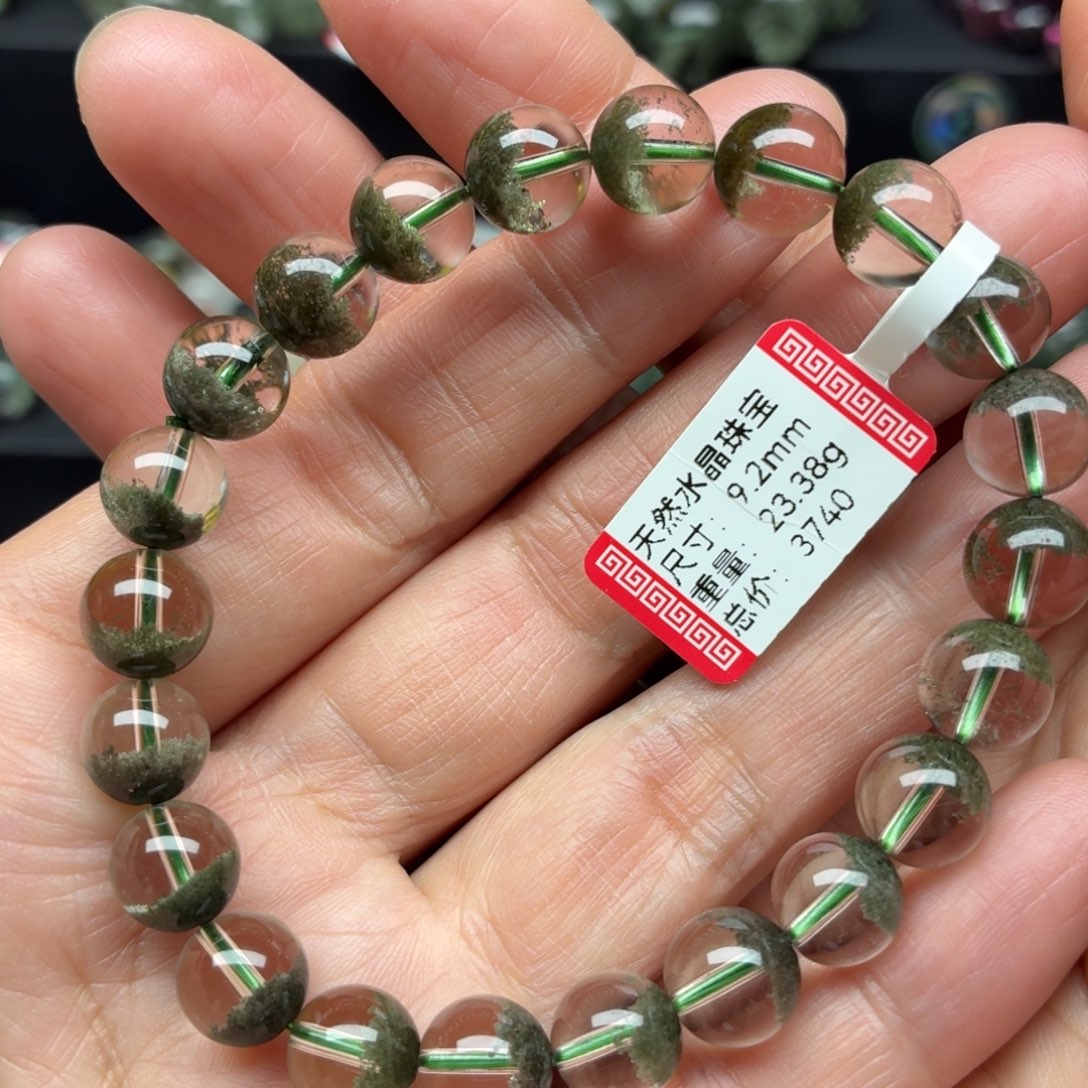 天然水晶珠宝
尺寸: 9.2mm
重量: 23.38g
总价: 3740